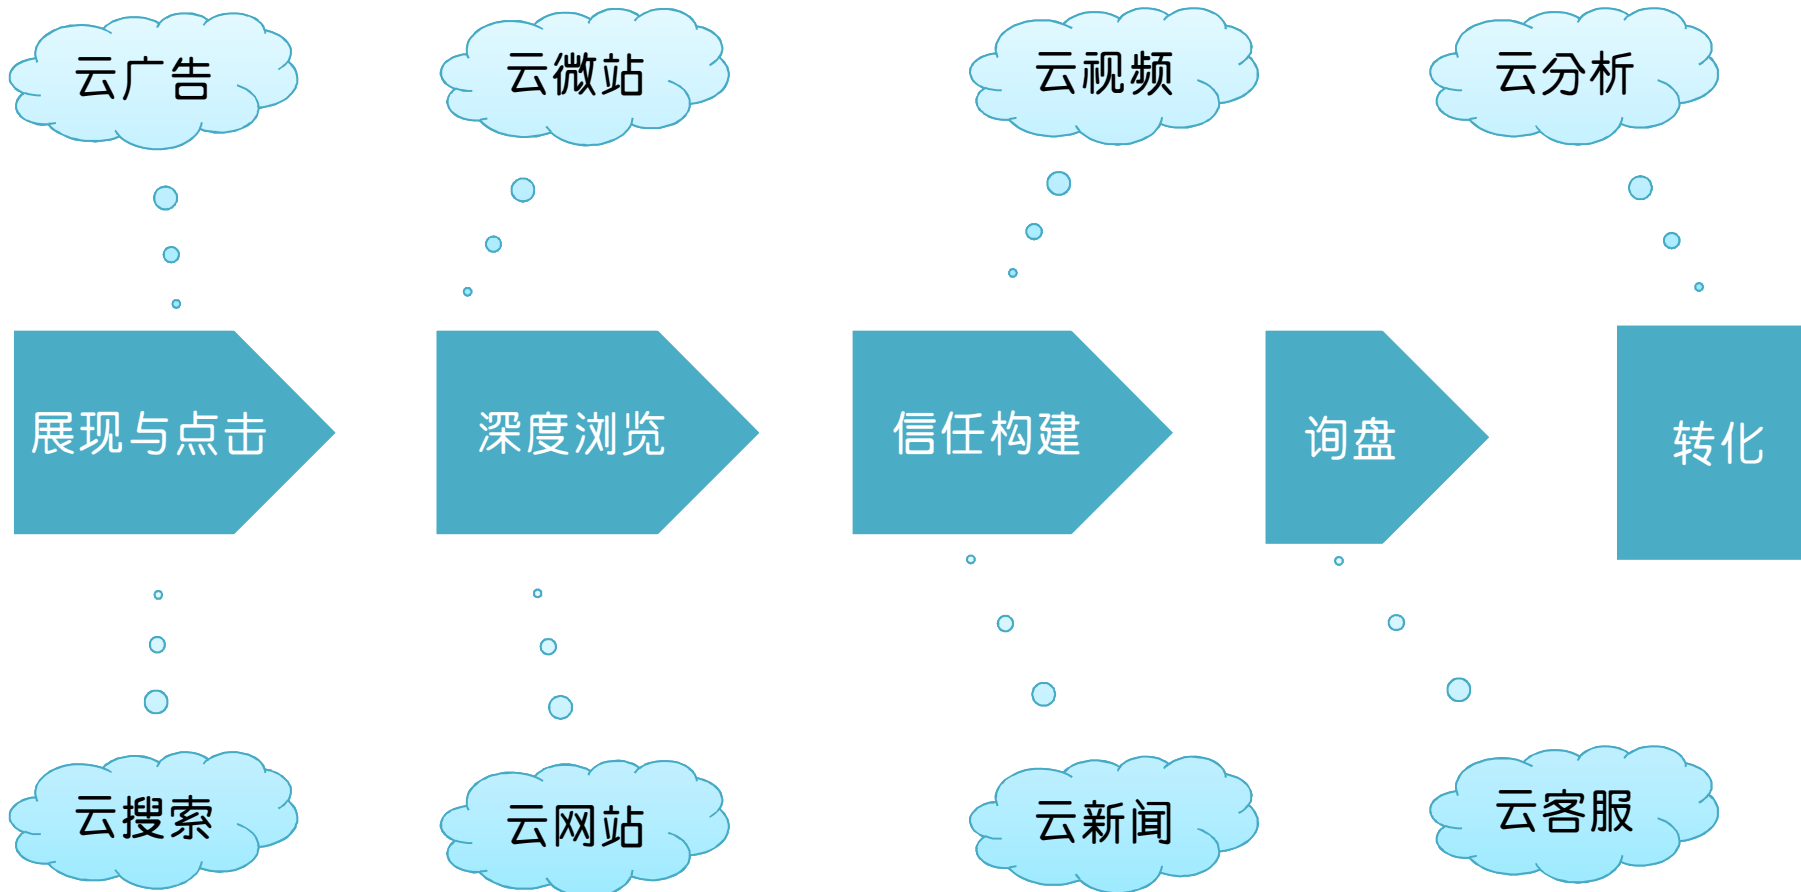 云广告
云微站
云视频
云分析
展现与点击
深度浏览
信任构建
询盘
转化
云搜索
云网站
云新闻
云客服